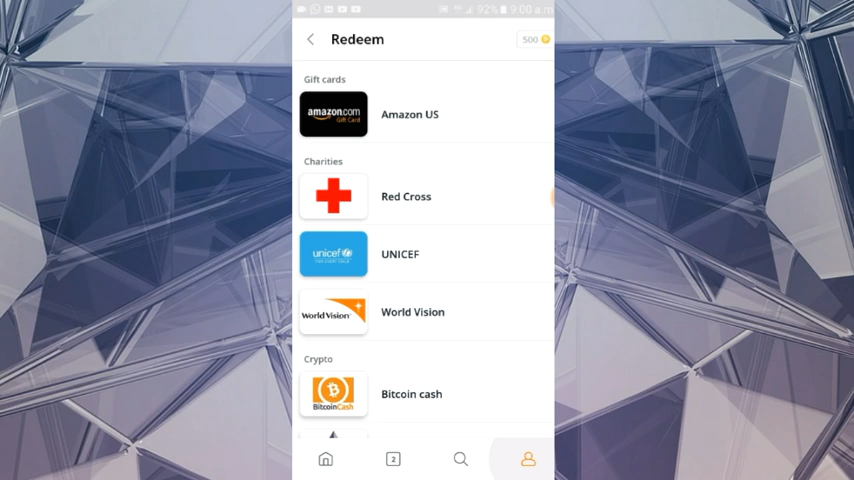 92% 9:00 a.m
Redeem
500
Gift cards
amazon.com
Gift Card
Amazon US
Charities
Red Cross
unicef
UNICEF
World Vision
World Vision
Crypto
BitcoinCash
Bitcoin cash
2